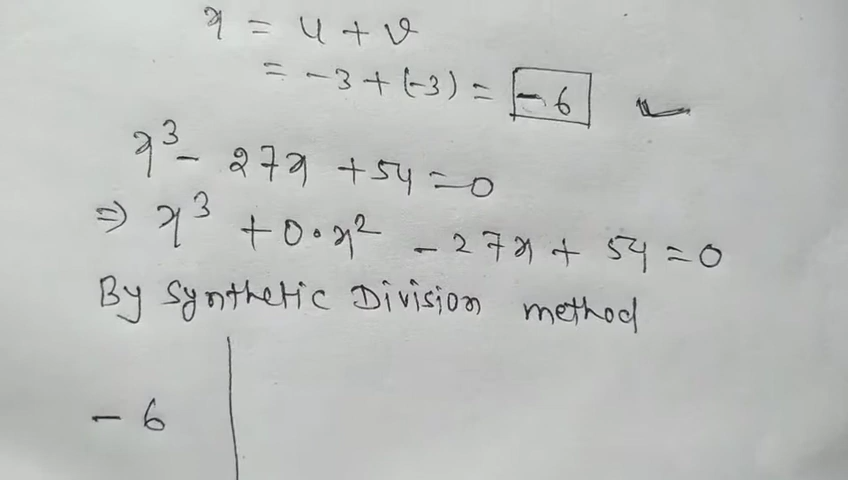 x = u + v
= -3 + (-3) = -6
x³ - 27x + 54 = 0
⇒ x³ + 0·x² - 27x + 54 = 0
By Synthetic Division method
- 6